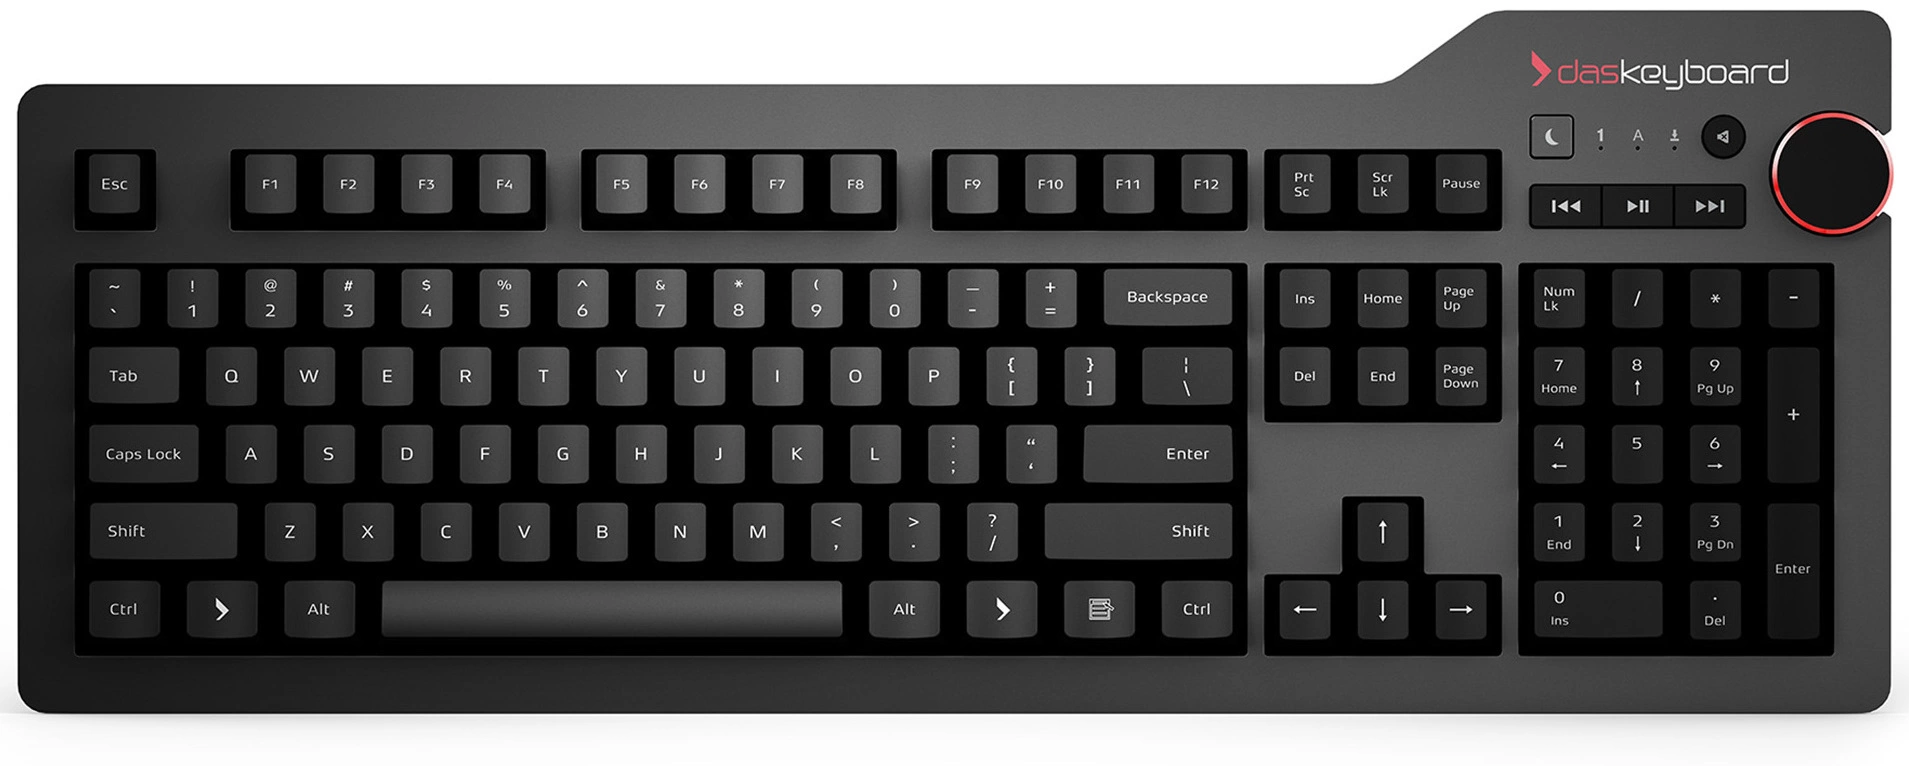 daskeyboard
1 A
Esc F1 F2 F3 F4 F5 F6 F7 F8 F9 F10 F11 F12 Prt Sc Scr Lk Pause
~ ` ! 1 @ 2 # 3 $ 4 % 5 ^ 6 & 7 * 8 ( 9 ) 0 _ - + = Backspace Ins Home Page Up Num Lk / * -
Tab Q W E R T Y U I O P { [ } ] ¦ \ Del End Page Down 7 Home 8 ↑ 9 Pg Up +
Caps Lock A S D F G H J K L : ; “ ‘ Enter 4 ← 5 6 →
Shift Z X C V B N M < , > . ? / Shift ↑ 1 End 2 ↓ 3 Pg Dn Enter
Ctrl Alt Alt Ctrl ← ↓ → 0 Ins . Del